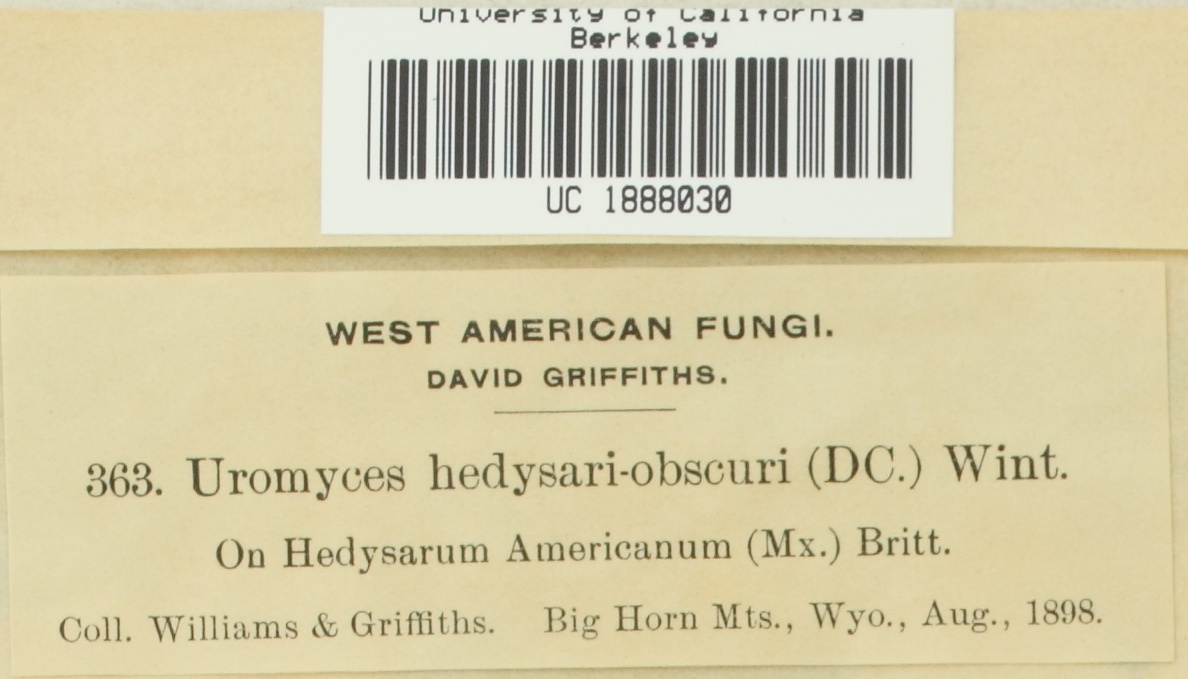 University of California
Berkeley
UC 1888030
WEST AMERICAN FUNGI.
DAVID GRIFFITHS.
363. Uromyces hedysari-obscuri (DC.) Wint.
On Hedysarum Americanum (Mx.) Britt.
Coll. Williams & Griffiths. Big Horn Mts., Wyo., Aug., 1898.